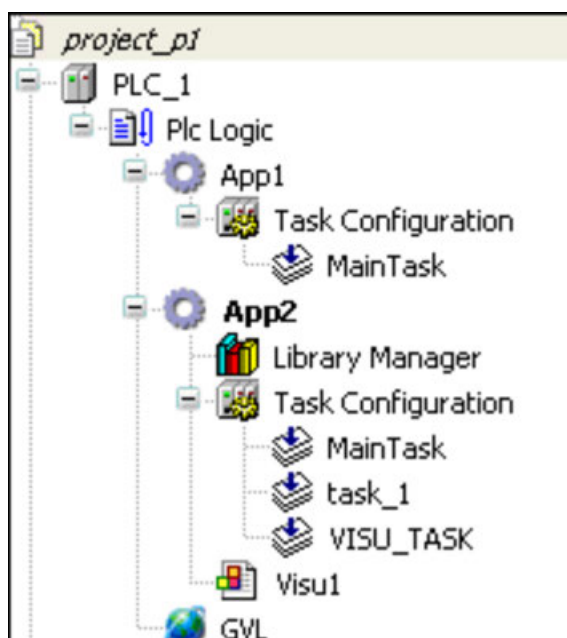 project_p1
PLC_1
Plc Logic
App1
Task Configuration
MainTask
App2
Library Manager
Task Configuration
MainTask
task_1
VISU_TASK
Visu1
GVL